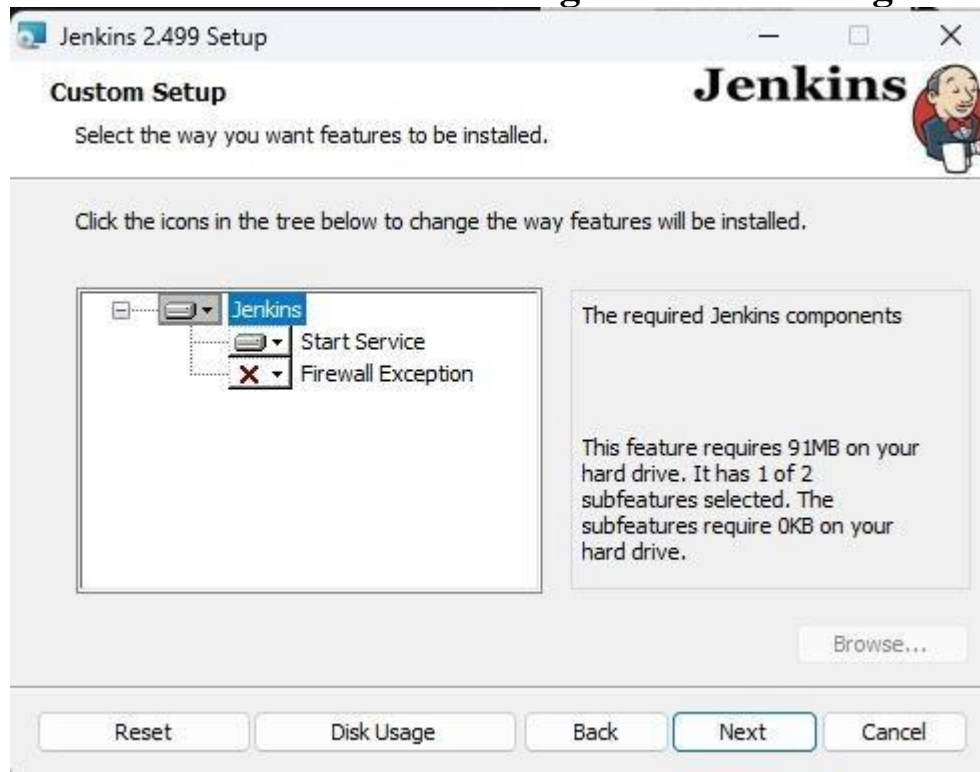 Jenkins 2.499 Setup
Custom Setup
Jenkins
Select the way you want features to be installed.
Click the icons in the tree below to change the way features will be installed.
Jenkins
Start Service
Firewall Exception
The required Jenkins components
This feature requires 91MB on your
hard drive. It has 1 of 2
subfeatures selected. The
subfeatures require 0KB on your
hard drive.
Browse...
Reset
Disk Usage
Back
Next
Cancel